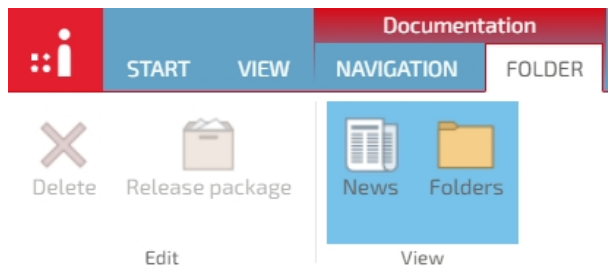 Documentation
START VIEW NAVIGATION FOLDER
Delete Release package News Folders
Edit View